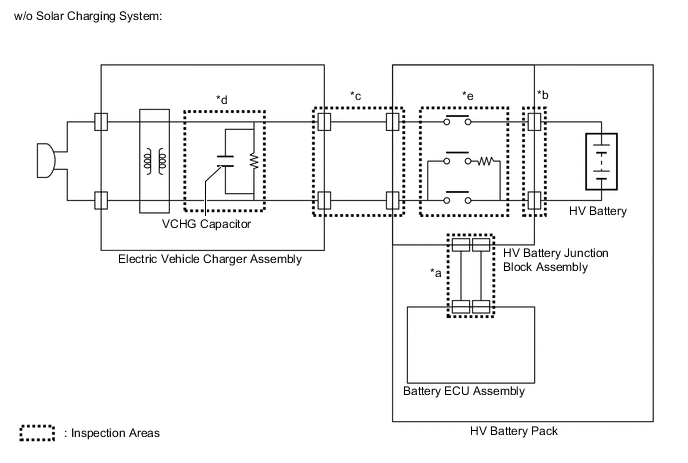 w/o Solar Charging System:
*d
*c
*e
*b
VCHG Capacitor
HV Battery
Electric Vehicle Charger Assembly
HV Battery Junction
Block Assembly
*a
Battery ECU Assembly
: Inspection Areas
HV Battery Pack